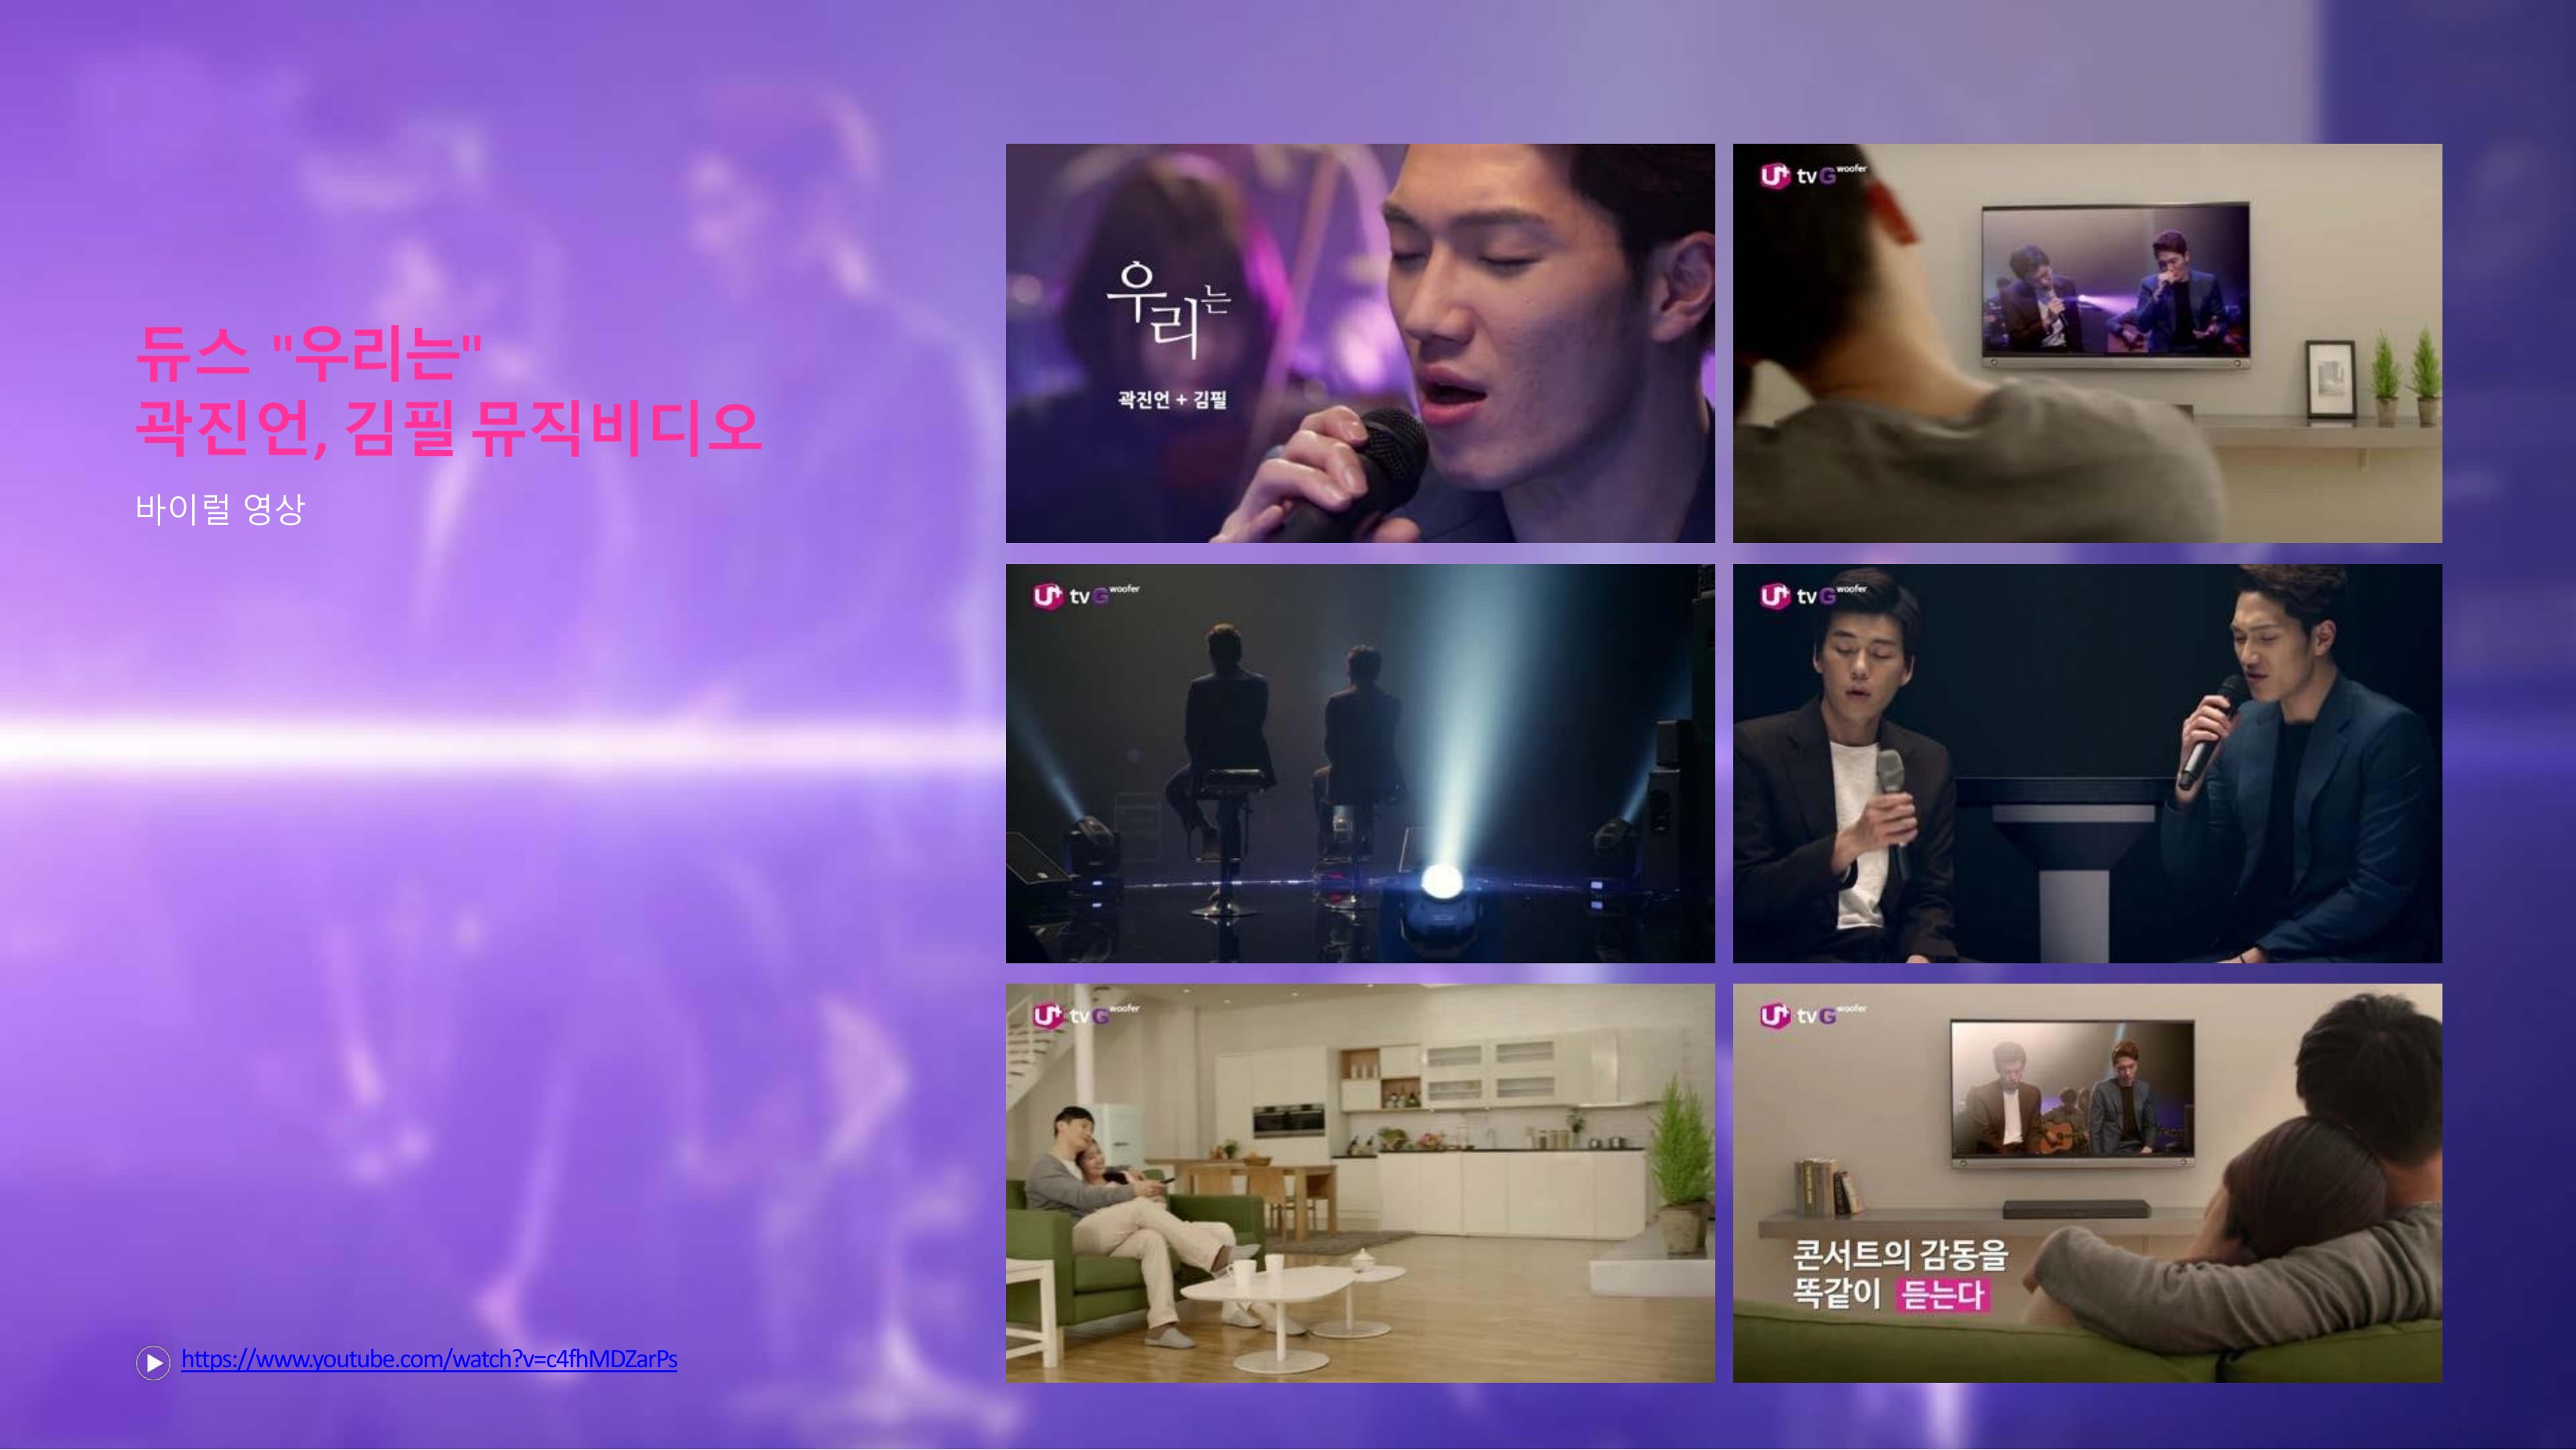 듀스 "우리는"
곽진언, 김필 뮤직비디오
바이럴 영상
https://www.youtube.com/watch?v=c4fhMDZarPs
우리는
곽진언 + 김필
U+ tv G woofer
U+ tv G woofer
U+ tv G woofer
U+ tv G woofer
U+ tv G woofer
콘서트의 감동을
똑같이 듣는다